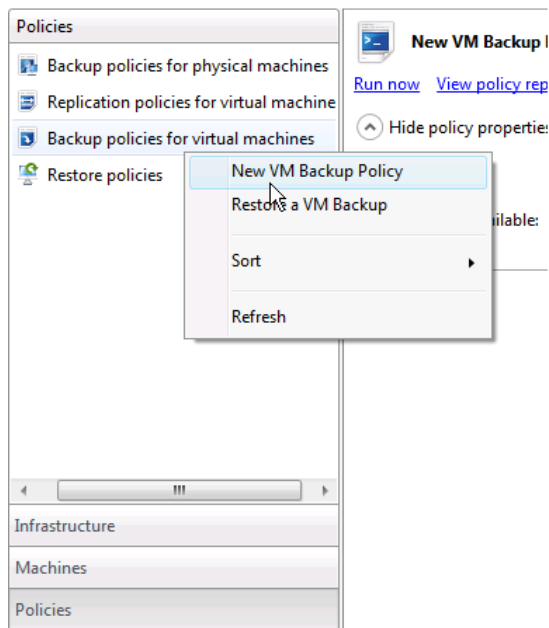 Policies
Backup policies for physical machines
Replication policies for virtual machine
Backup policies for virtual machines
Restore policies
New VM Backup Policy
Restore a VM Backup
Sort
Refresh
Infrastructure
Machines
Policies
New VM Backup
Run now View policy rep
Hide policy properties
ilable: